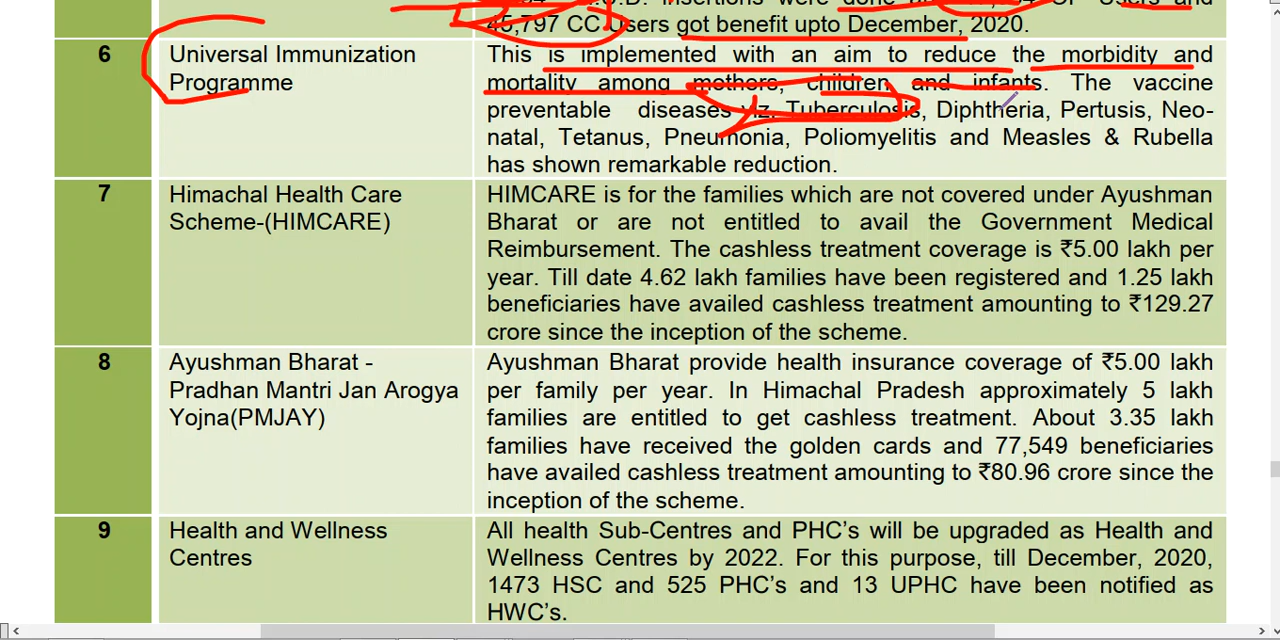 45,797 CC Users got benefit upto December, 2020.
6
Universal Immunization
Programme
This is implemented with an aim to reduce the morbidity and
mortality among mothers, children and infants. The vaccine
preventable diseases viz. Tuberculosis, Diphtheria, Pertusis, Neo-
natal, Tetanus, Pneumonia, Poliomyelitis and Measles & Rubella
has shown remarkable reduction.
7
Himachal Health Care
Scheme-(HIMCARE)
HIMCARE is for the families which are not covered under Ayushman
Bharat or are not entitled to avail the Government Medical
Reimbursement. The cashless treatment coverage is ₹5.00 lakh per
year. Till date 4.62 lakh families have been registered and 1.25 lakh
beneficiaries have availed cashless treatment amounting to ₹129.27
crore since the inception of the scheme.
8
Ayushman Bharat -
Pradhan Mantri Jan Arogya
Yojna(PMJAY)
Ayushman Bharat provide health insurance coverage of ₹5.00 lakh
per family per year. In Himachal Pradesh approximately 5 lakh
families are entitled to get cashless treatment. About 3.35 lakh
families have received the golden cards and 77,549 beneficiaries
have availed cashless treatment amounting to ₹80.96 crore since the
inception of the scheme.
9
Health and Wellness
Centres
All health Sub-Centres and PHC's will be upgraded as Health and
Wellness Centres by 2022. For this purpose, till December, 2020,
1473 HSC and 525 PHC's and 13 UPHC have been notified as
HWC's.